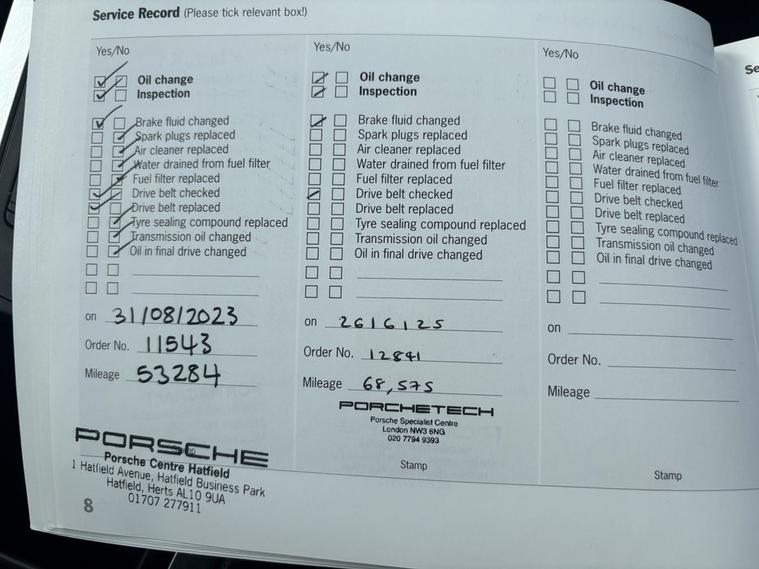 Service Record (Please tick relevant box!)
Yes/No
Oil change
Inspection
Brake fluid changed
Spark plugs replaced
Air cleaner replaced
Water drained from fuel filter
Fuel filter replaced
Drive belt checked
Drive belt replaced
Tyre sealing compound replaced
Transmission oil changed
Oil in final drive changed
on 31/08/2023
Order No. 11543
Mileage 53284
PORSCHE
Porsche Centre Hatfield
1 Hatfield Avenue, Hatfield Business Park
Hatfield, Herts AL10 9UA
01707 277911
8
Yes/No
Oil change
Inspection
Brake fluid changed
Spark plugs replaced
Air cleaner replaced
Water drained from fuel filter
Fuel filter replaced
Drive belt checked
Drive belt replaced
Tyre sealing compound replaced
Transmission oil changed
Oil in final drive changed
on 26/6/25
Order No. 12841
Mileage 68,575
PORCHETECH
Porsche Specialist Centre
London NW3 6NG
020 7794 9393
Stamp
Yes/No
Oil change
Inspection
Brake fluid changed
Spark plugs replaced
Air cleaner replaced
Water drained from fuel filter
Fuel filter replaced
Drive belt checked
Drive belt replaced
Tyre sealing compound replaced
Transmission oil changed
Oil in final drive changed
on
Order No.
Mileage
Stamp
Se